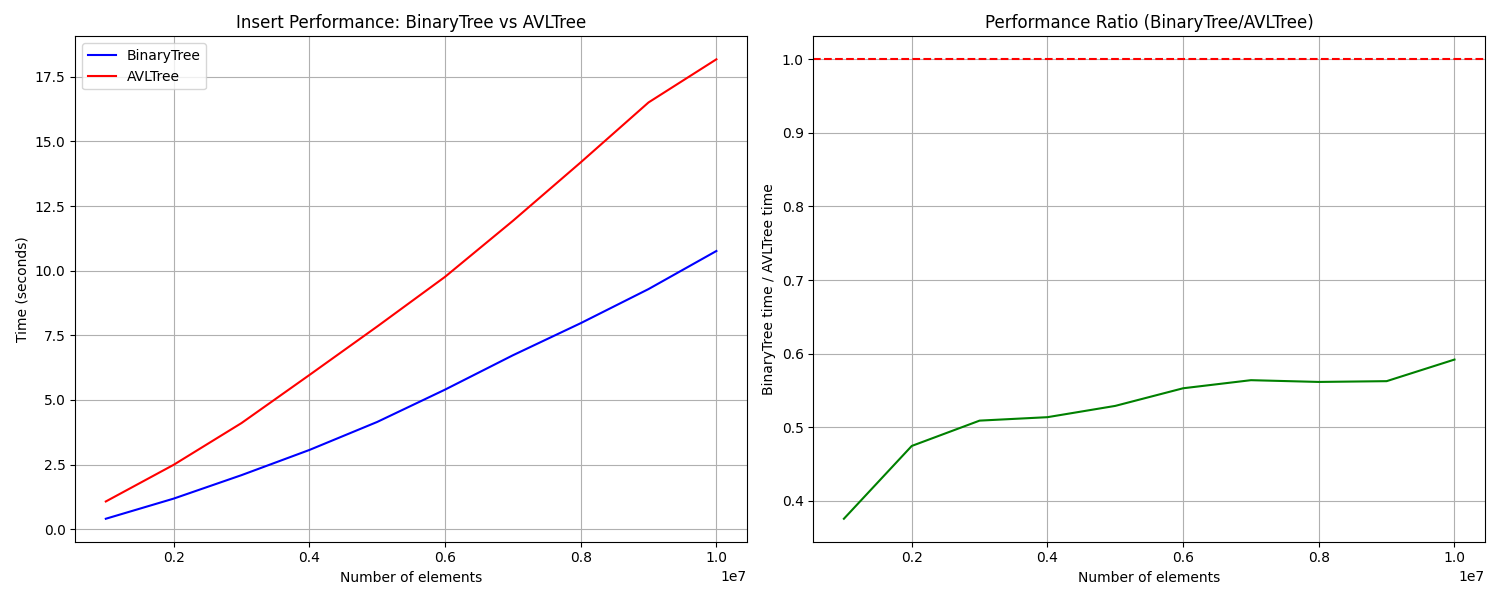 Insert Performance: BinaryTree vs AVLTree
BinaryTree
AVLTree
Time (seconds)
17.5
15.0
12.5
10.0
7.5
5.0
2.5
0.0
0.2
0.4
0.6
0.8
1.0
1e7
Number of elements
Performance Ratio (BinaryTree/AVLTree)
BinaryTree time / AVLTree time
1.0
0.9
0.8
0.7
0.6
0.5
0.4
0.2
0.4
0.6
0.8
1.0
1e7
Number of elements